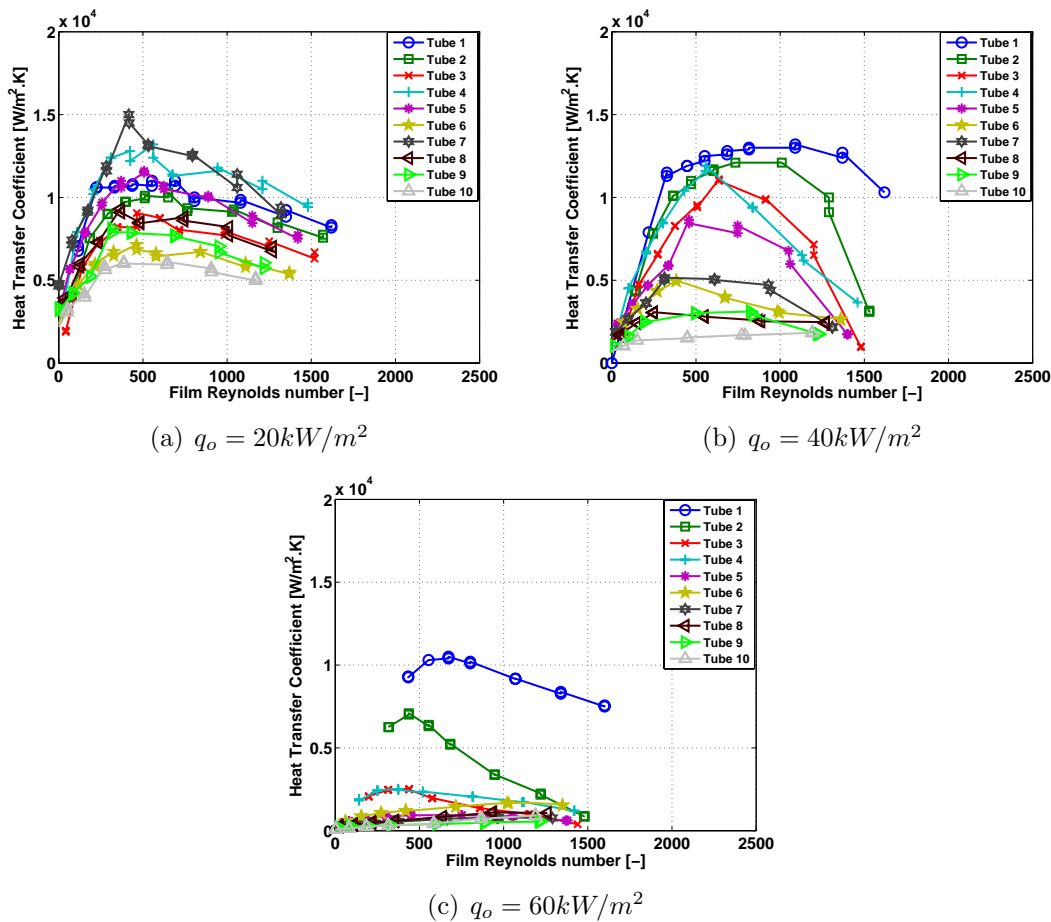 x 10⁴
2
1.5
1
0.5
0
0 500 1000 1500 2000 2500
Heat Transfer Coefficient [W/m².K]
Film Reynolds number [−]
Tube 1
Tube 2
Tube 3
Tube 4
Tube 5
Tube 6
Tube 7
Tube 8
Tube 9
Tube 10
(a) q_o = 20kW/m²
x 10⁴
2
1.5
1
0.5
0
0 500 1000 1500 2000 2500
Heat Transfer Coefficient [W/m².K]
Film Reynolds number [−]
Tube 1
Tube 2
Tube 3
Tube 4
Tube 5
Tube 6
Tube 7
Tube 8
Tube 9
Tube 10
(b) q_o = 40kW/m²
x 10⁴
2
1.5
1
0.5
0
0 500 1000 1500 2000 2500
Heat Transfer Coefficient [W/m².K]
Film Reynolds number [−]
Tube 1
Tube 2
Tube 3
Tube 4
Tube 5
Tube 6
Tube 7
Tube 8
Tube 9
Tube 10
(c) q_o = 60kW/m²